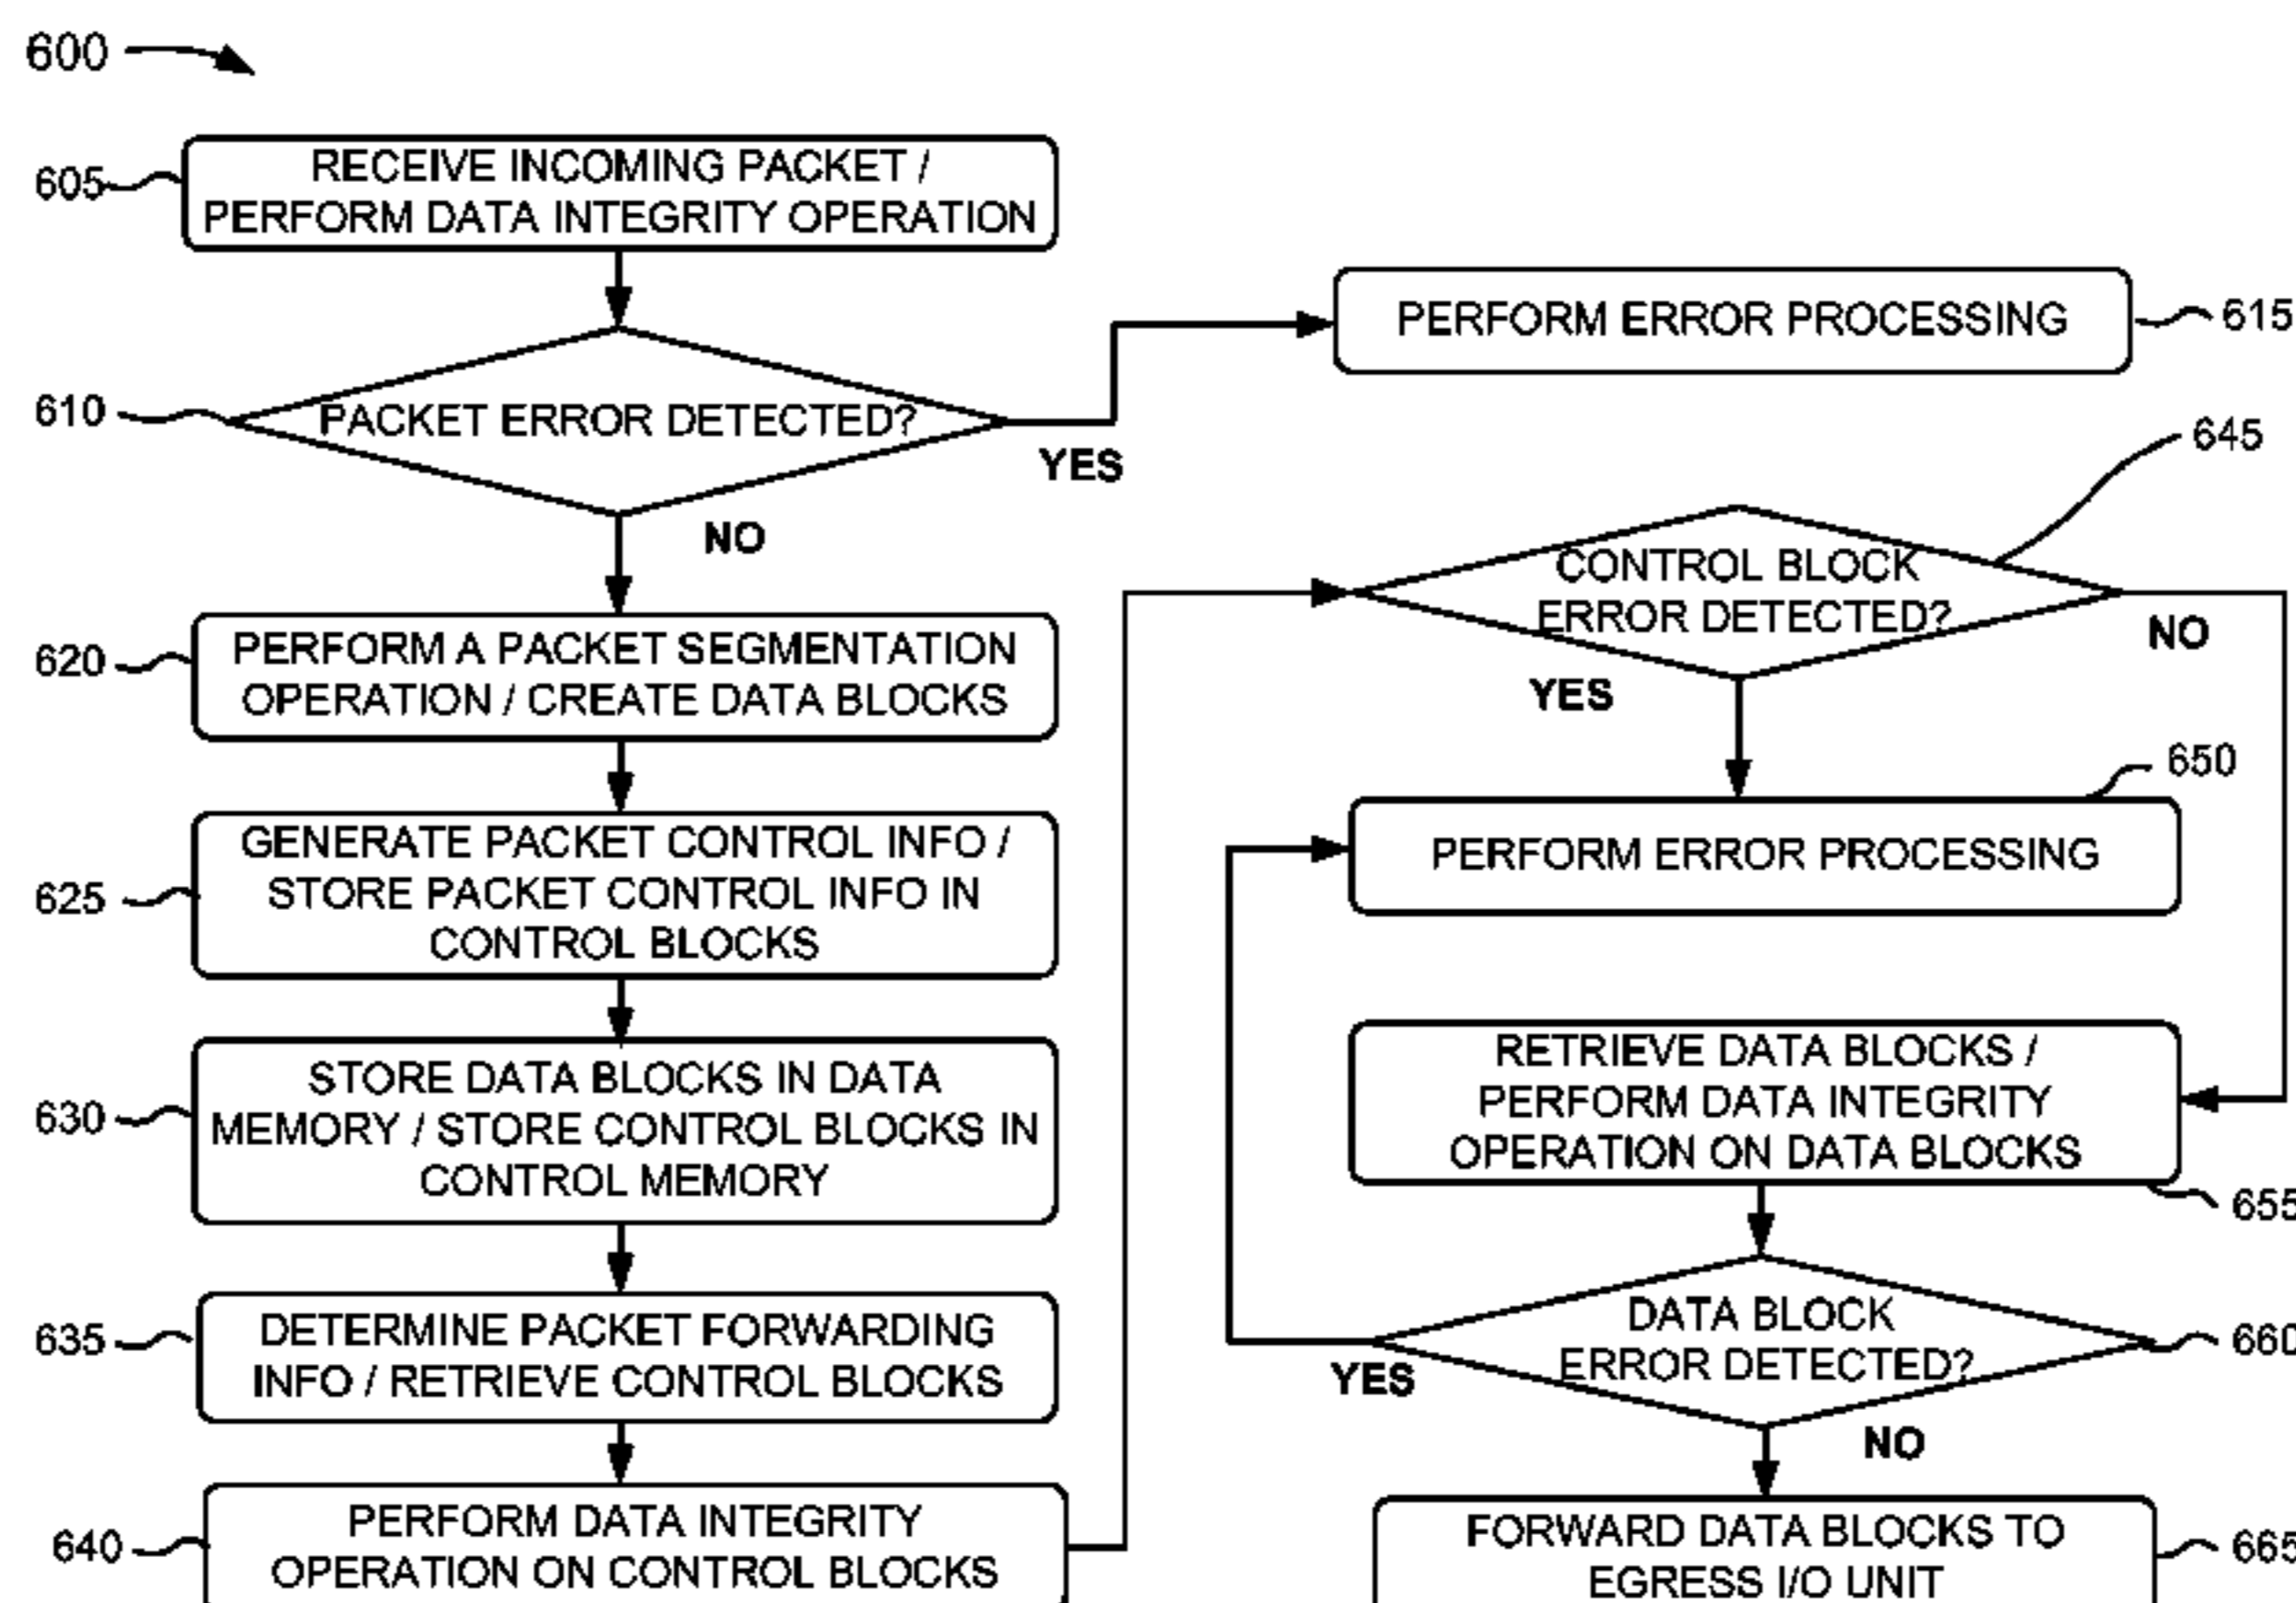 600
605
RECEIVE INCOMING PACKET /
PERFORM DATA INTEGRITY OPERATION
610
PACKET ERROR DETECTED?
YES
NO
PERFORM ERROR PROCESSING
615
620
PERFORM A PACKET SEGMENTATION
OPERATION / CREATE DATA BLOCKS
625
GENERATE PACKET CONTROL INFO /
STORE PACKET CONTROL INFO IN
CONTROL BLOCKS
630
STORE DATA BLOCKS IN DATA
MEMORY / STORE CONTROL BLOCKS IN
CONTROL MEMORY
635
DETERMINE PACKET FORWARDING
INFO / RETRIEVE CONTROL BLOCKS
640
PERFORM DATA INTEGRITY
OPERATION ON CONTROL BLOCKS
645
CONTROL BLOCK
ERROR DETECTED?
NO
YES
650
PERFORM ERROR PROCESSING
RETRIEVE DATA BLOCKS /
PERFORM DATA INTEGRITY
OPERATION ON DATA BLOCKS
655
DATA BLOCK
ERROR DETECTED?
660
YES
NO
FORWARD DATA BLOCKS TO
EGRESS I/O UNIT
665